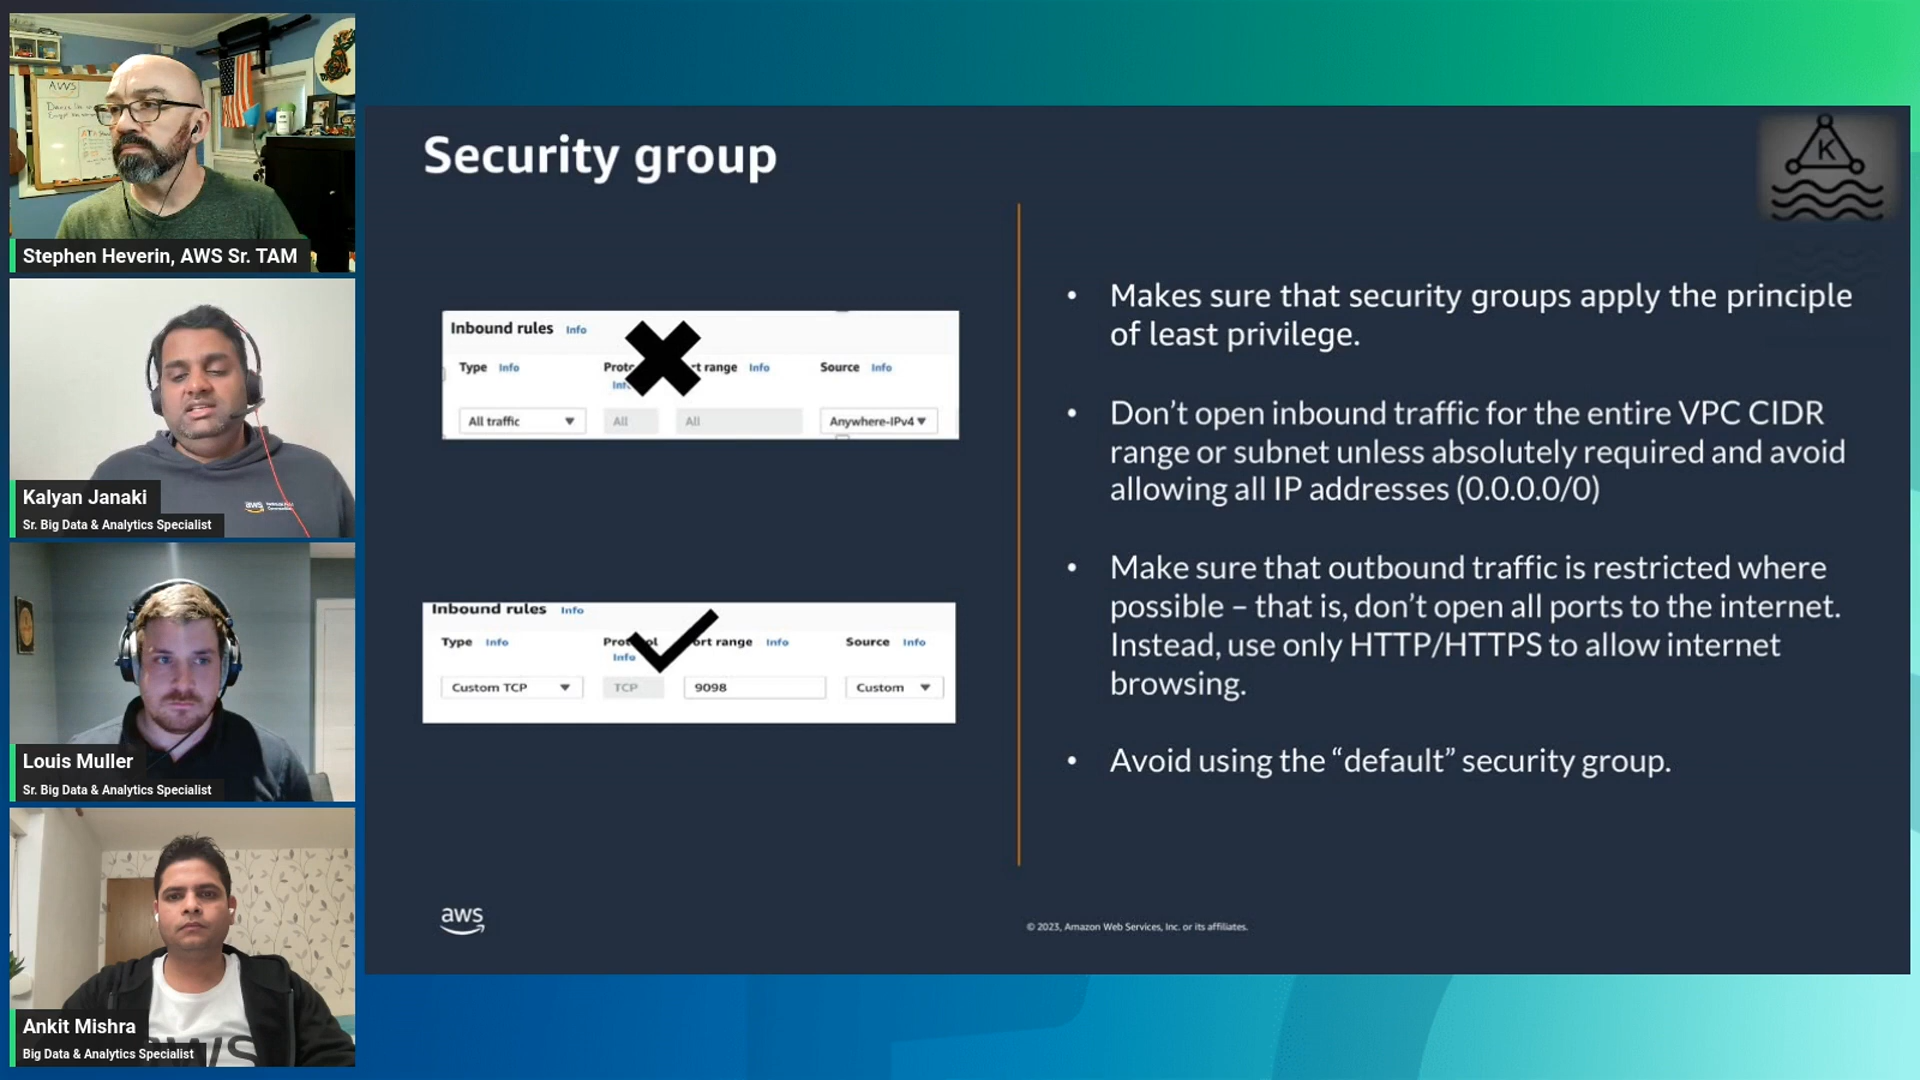 AWS
Stephen Heverin, AWS Sr. TAM
aws
Kalyan Janaki
Sr. Big Data & Analytics Specialist
Louis Muller
Sr. Big Data & Analytics Specialist
Ankit Mishra
Big Data & Analytics Specialist
Security group
K
Inbound rules Info
Type Info
range Info
Source Info
All traffic
All
All
Anywhere-IPv4
Inbound rules Info
Type Info
Info
range Info
Source Info
Custom TCP
TCP
9098
Custom
• Makes sure that security groups apply the principle
of least privilege.
• Don’t open inbound traffic for the entire VPC CIDR
range or subnet unless absolutely required and avoid
allowing all IP addresses (0.0.0.0/0)
• Make sure that outbound traffic is restricted where
possible – that is, don’t open all ports to the internet.
Instead, use only HTTP/HTTPS to allow internet
browsing.
• Avoid using the “default” security group.
aws
© 2023, Amazon Web Services, Inc. or its affiliates.